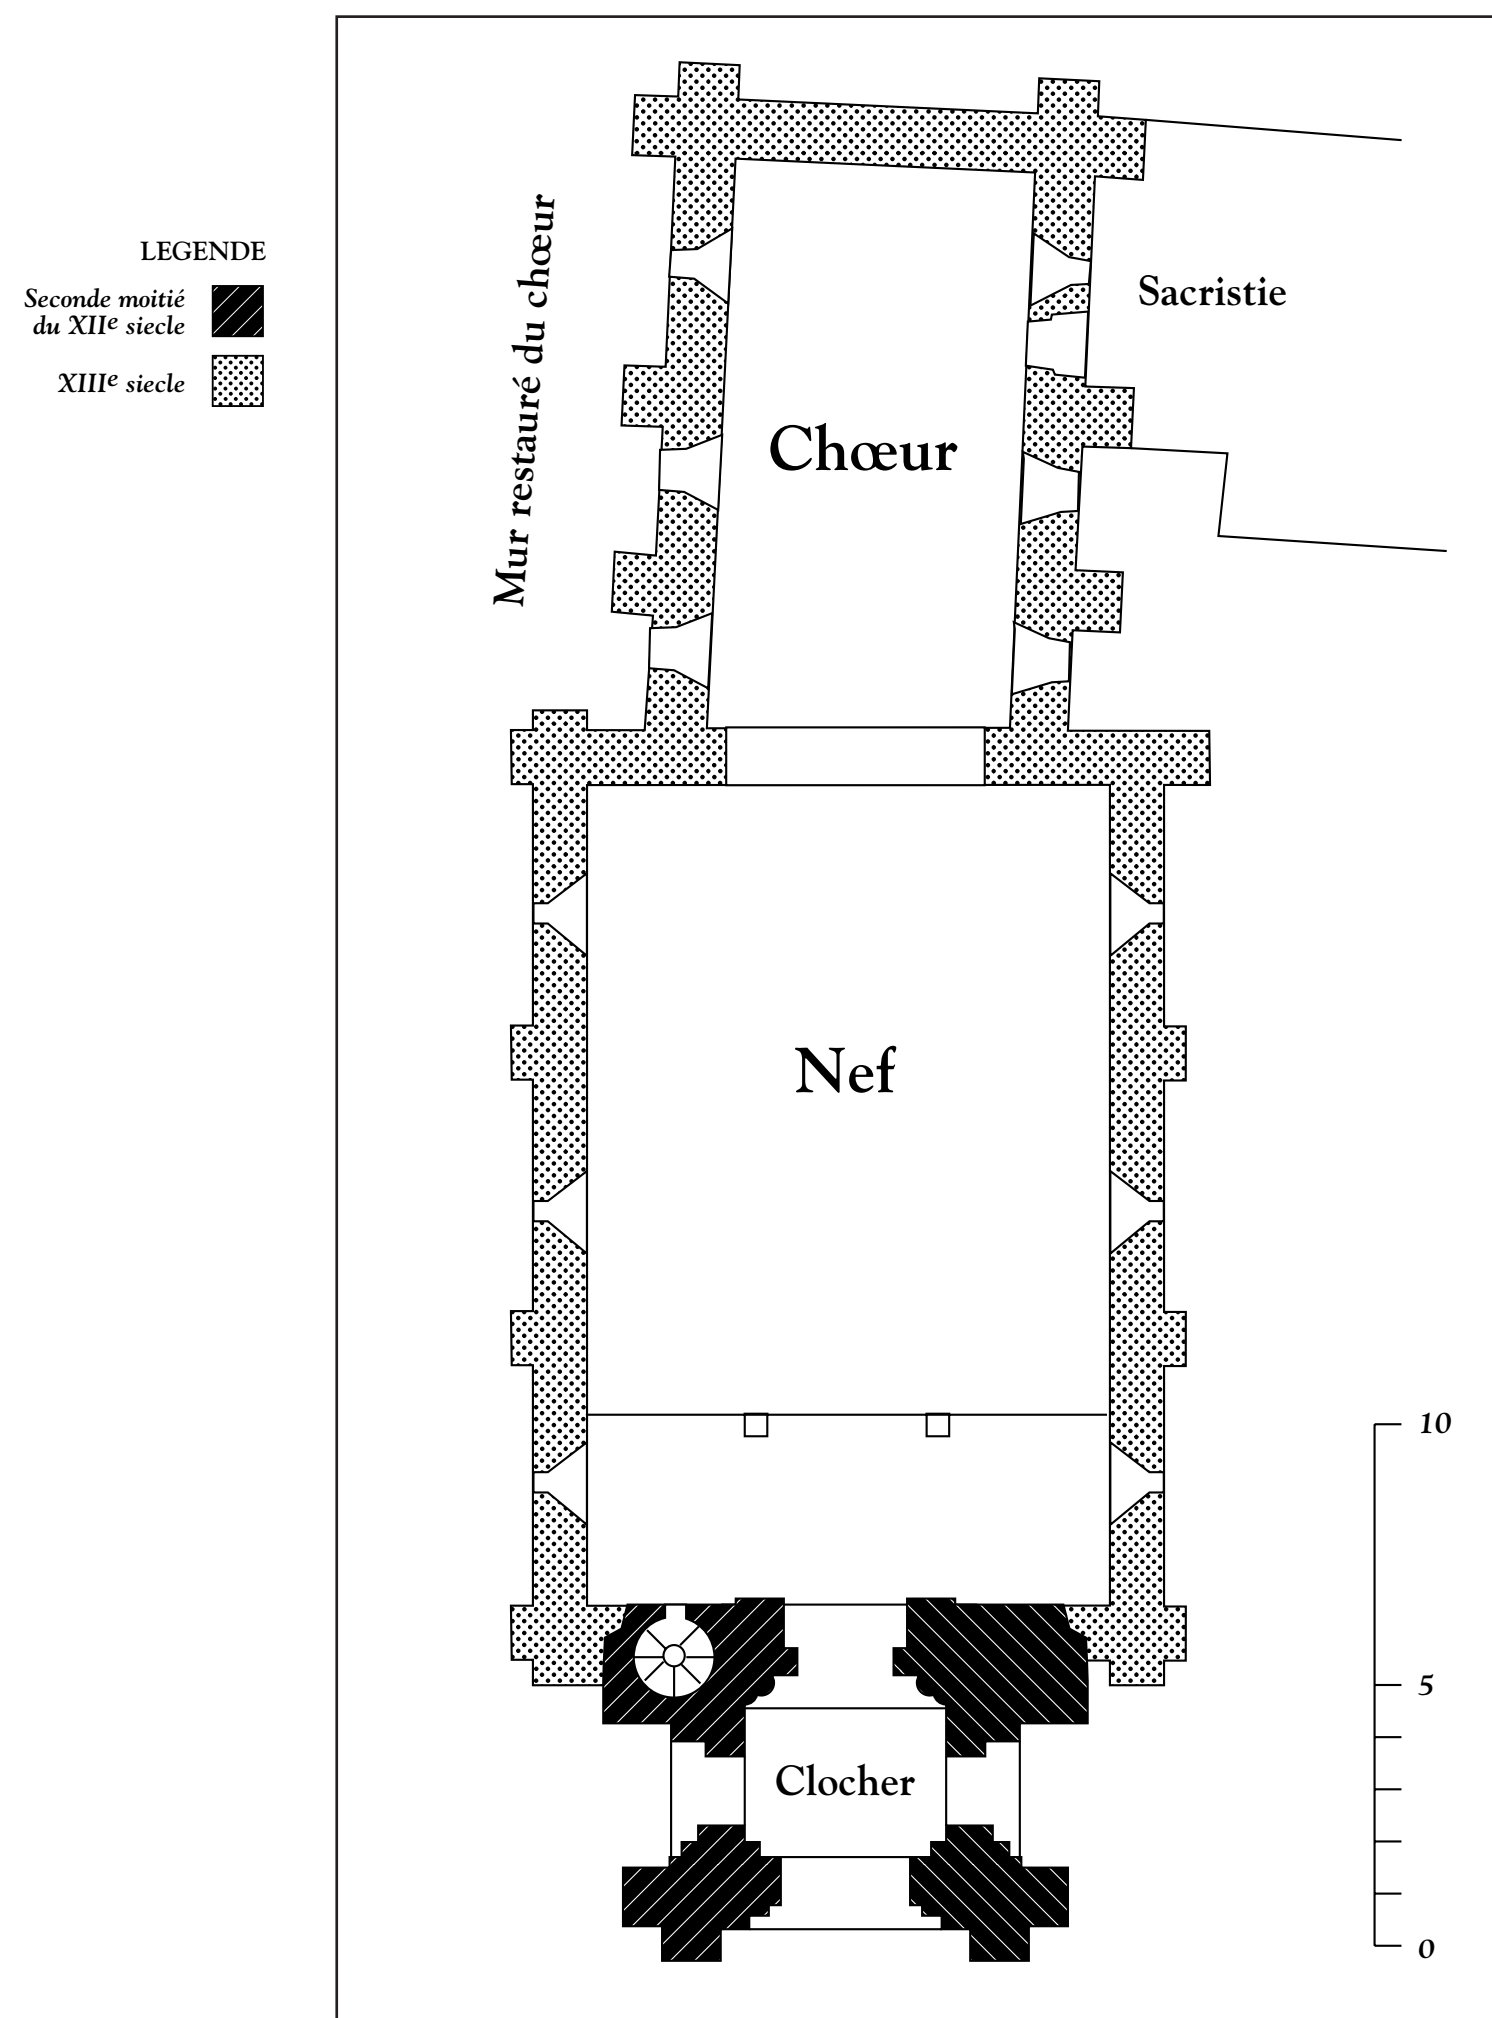 LEGENDE
Seconde moitié
du XIIe siecle
XIIIe siecle
Mur restauré du chœur
Sacristie
Chœur
Nef
Clocher
10
5
0